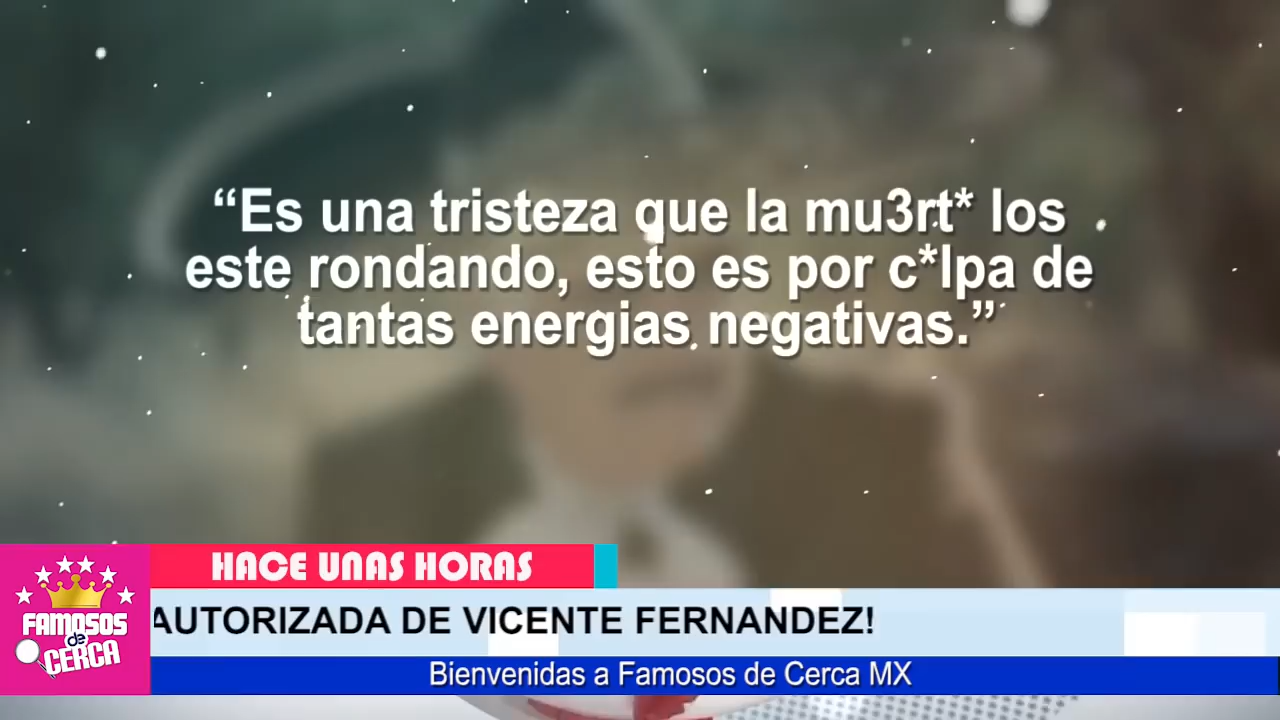 “Es una tristeza que la mu3rt* los
este rondando, esto es por c*lpa de
tantas energias negativas.”
HACE UNAS HORAS
AUTORIZADA DE VICENTE FERNANDEZ!
FAMOSOS
de
CERCA
Bienvenidas a Famosos de Cerca MX